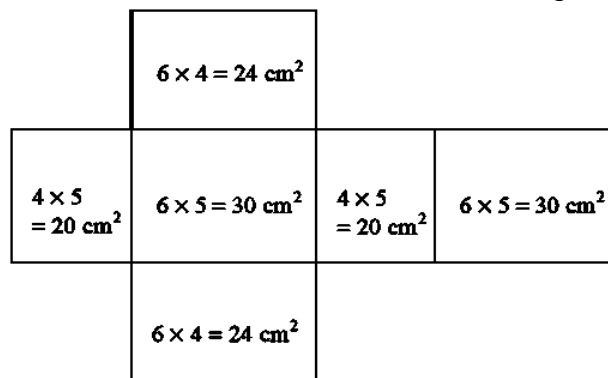 6 × 4 = 24 cm²
4 × 5
= 20 cm²
6 × 5 = 30 cm²
4 × 5
= 20 cm²
6 × 5 = 30 cm²
6 × 4 = 24 cm²